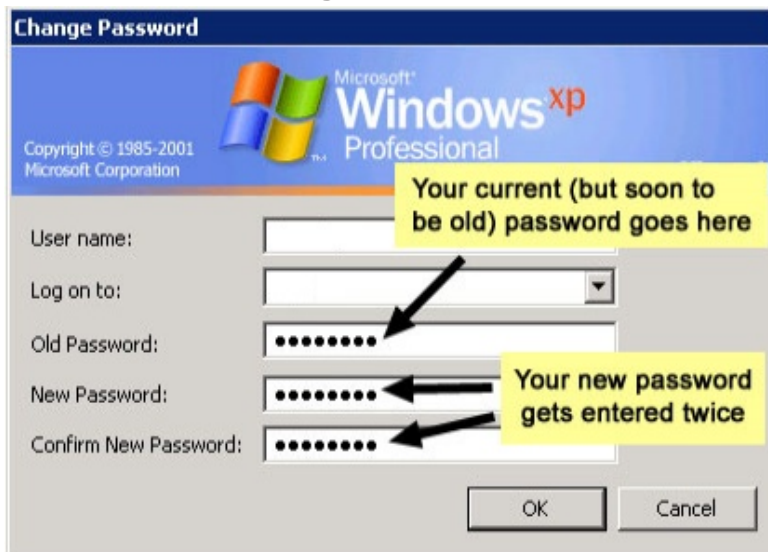 Change Password
Microsoft®
Windows xp
Professional
Copyright © 1985-2001
Microsoft Corporation
Your current (but soon to
be old) password goes here
User name:
Log on to:
Old Password: ••••••••
New Password: ••••••••
Your new password
gets entered twice
Confirm New Password: ••••••••
OK Cancel